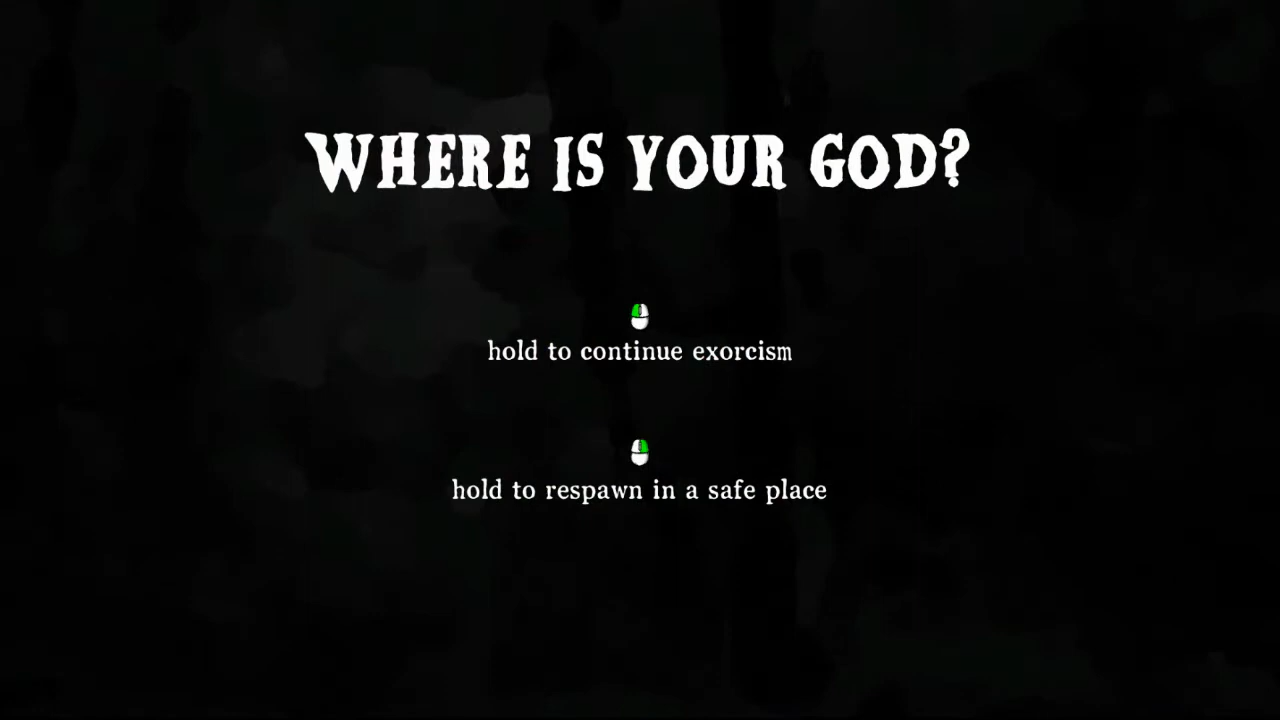 WHERE IS YOUR GOD?
hold to continue exorcism
hold to respawn in a safe place